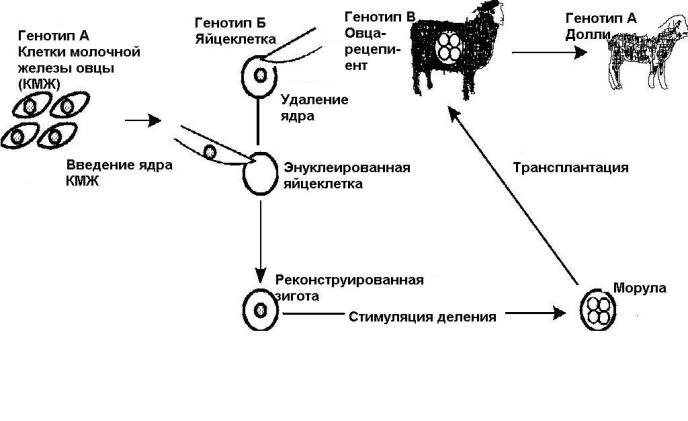 Генотип А
Клетки молочной
железы овцы
(КМЖ)
Генотип Б
Яйцеклетка
Генотип В
Овца-
рецепи-
ент
Генотип А
Долли
Удаление
ядра
Введение ядра
КМЖ
Энуклеированная
яйцеклетка
Трансплантация
Реконструированная
зигота
Стимуляция деления
Морула